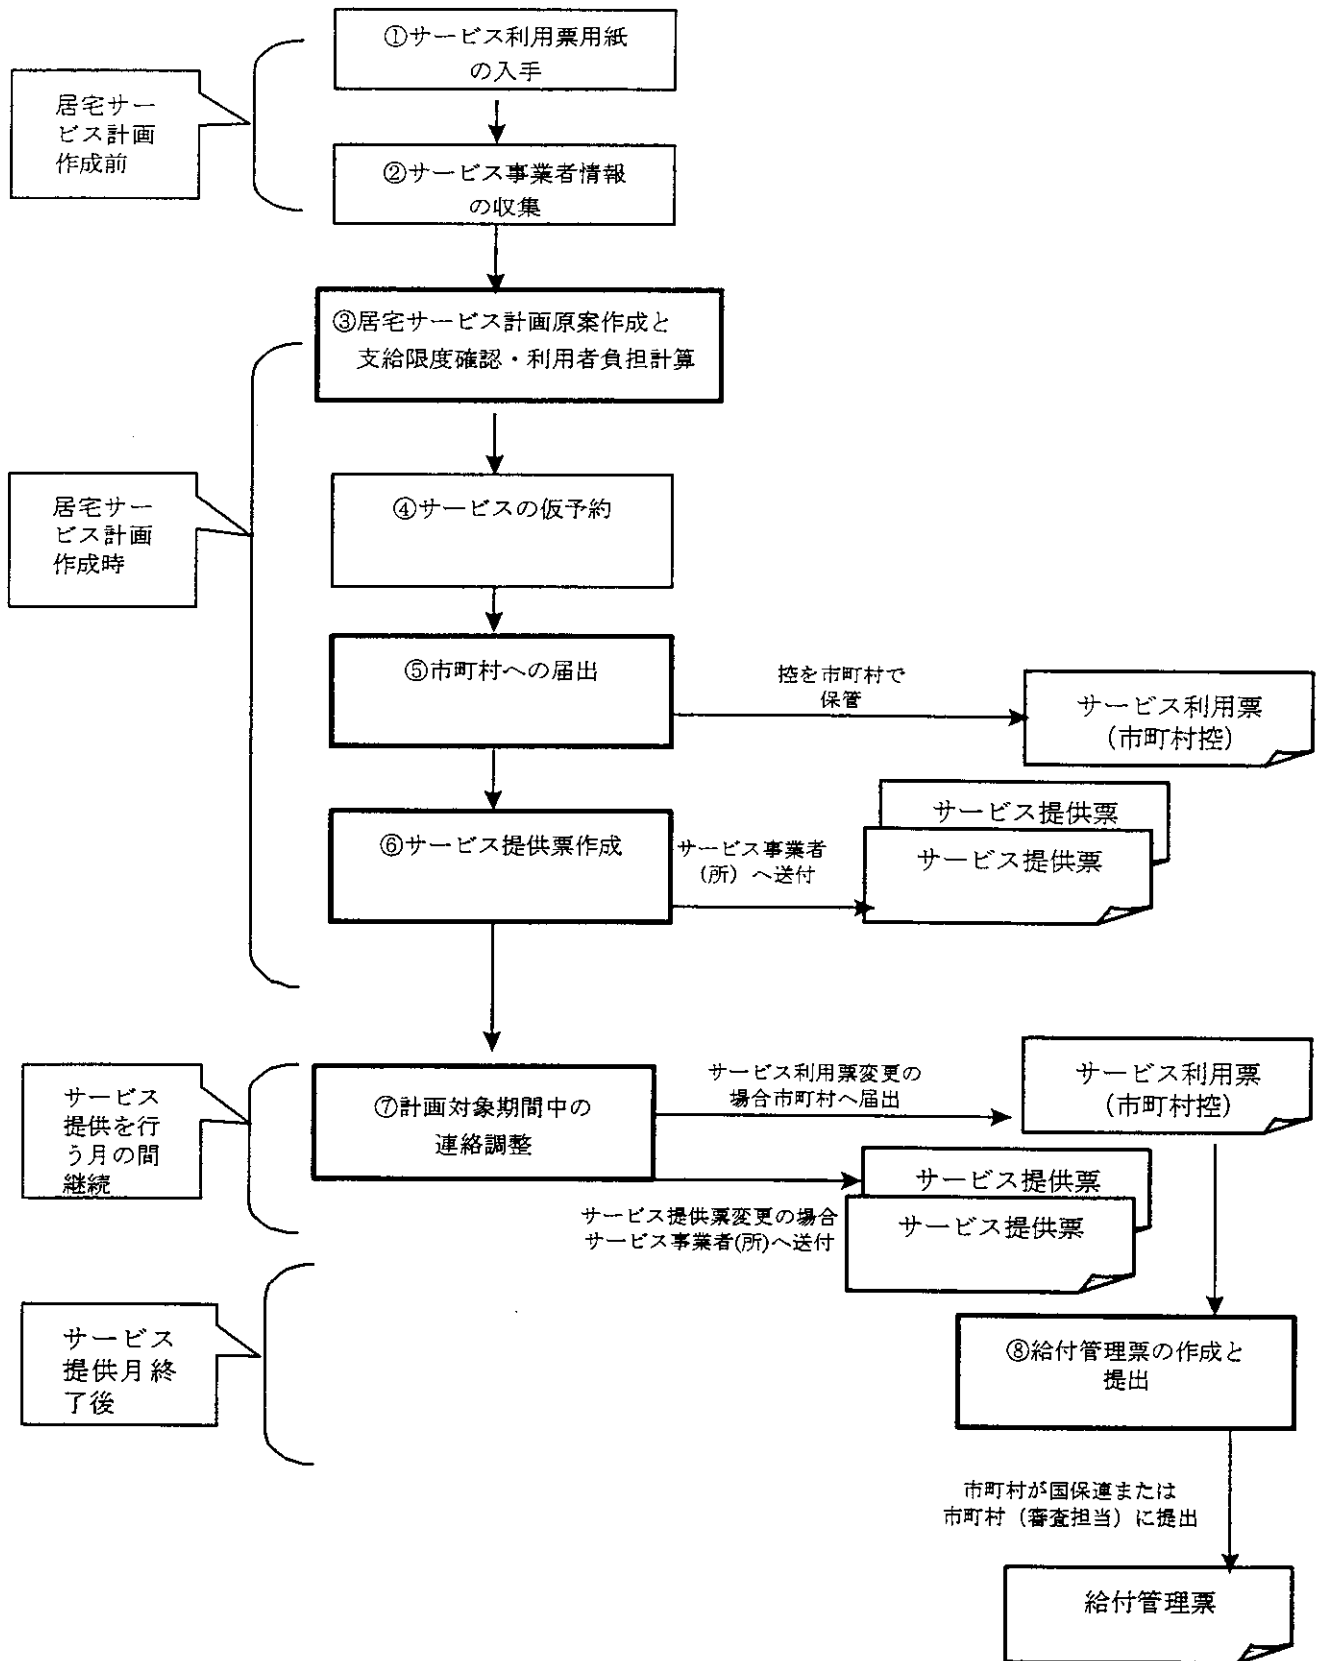 ①サービス利用票用紙
の入手
居宅サー
ビス計画
作成前
②サービス事業者情報
の収集
③居宅サービス計画原案作成と
支給限度確認・利用者負担計算
居宅サー
ビス計画
作成時
④サービスの仮予約
⑤市町村への届出
控を市町村で
保管
サービス利用票
(市町村控)
⑥サービス提供票作成
サービス事業者
(所)へ送付
サービス提供票
サービス提供票
サービス
提供を行
う月の間
継続
⑦計画対象期間中の
連絡調整
サービス利用票変更の
場合市町村へ届出
サービス利用票
(市町村控)
サービス提供票変更の場合
サービス事業者(所)へ送付
サービス提供票
サービス提供票
サービス
提供月終
了後
⑧給付管理票の作成と
提出
市町村が国保連または
市町村（審査担当）に提出
給付管理票